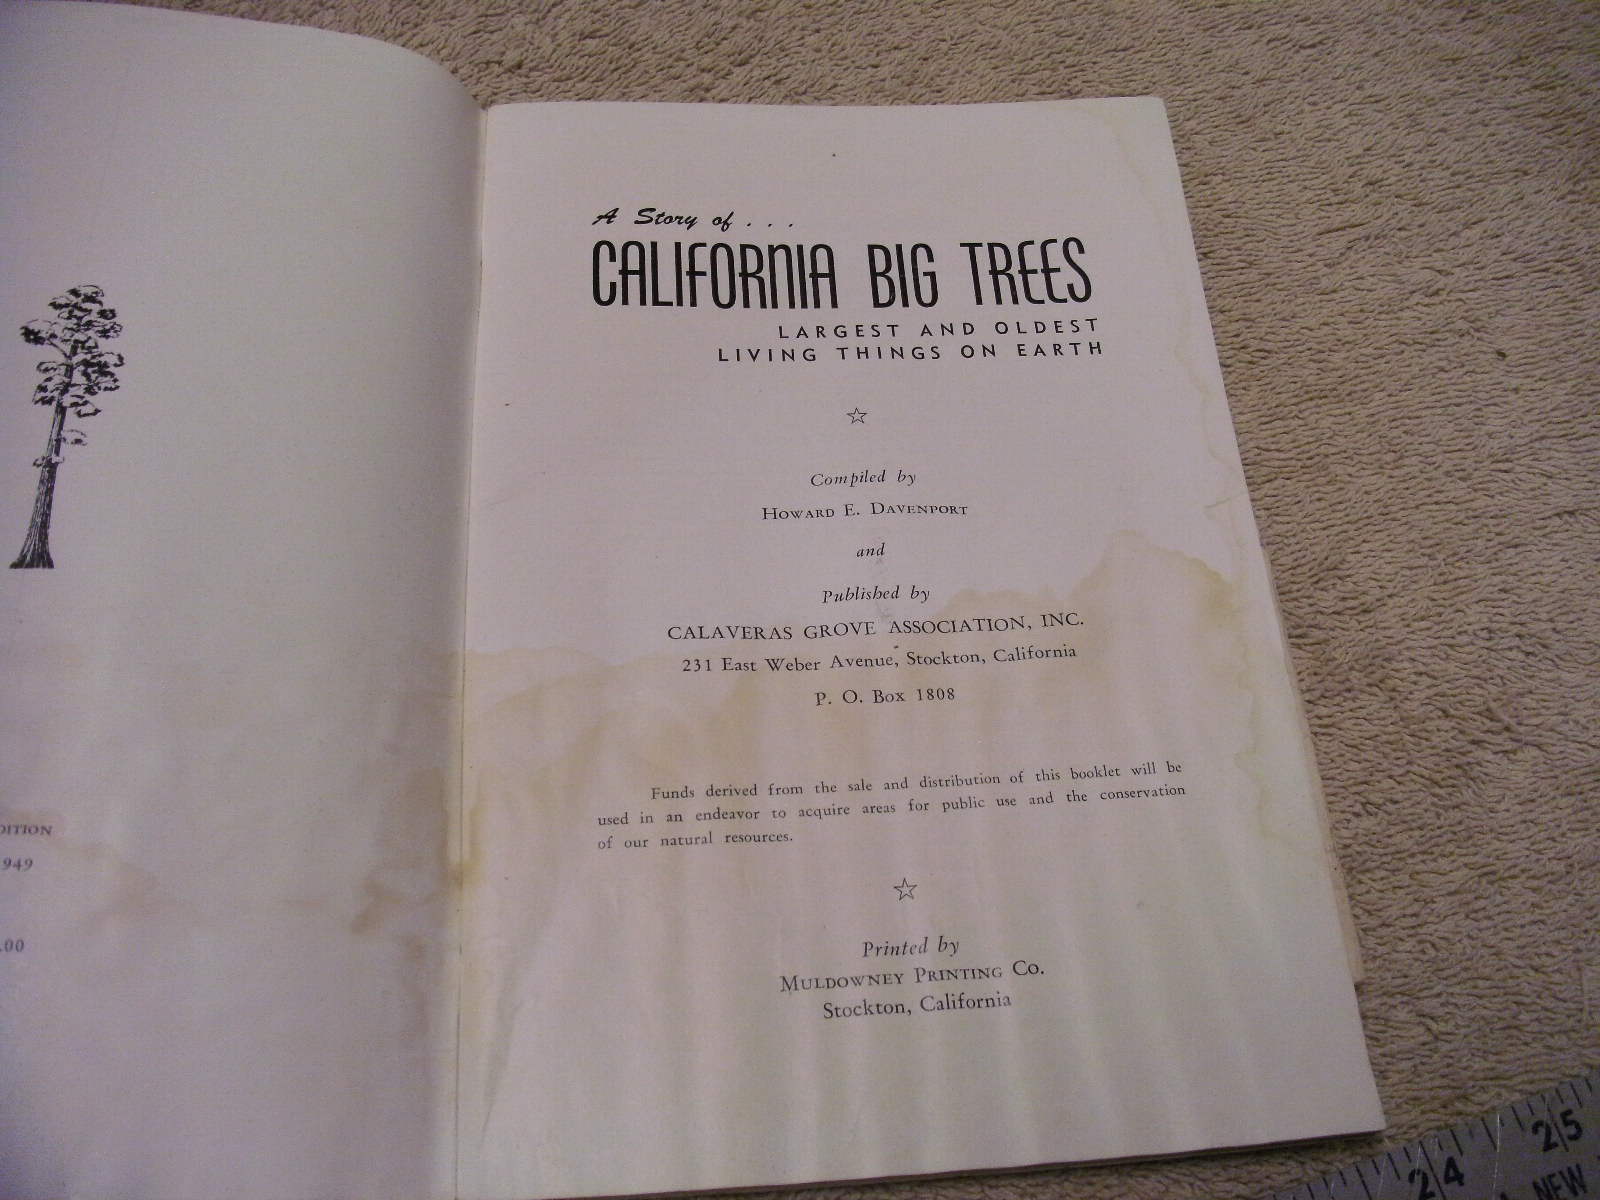 DITION
949
.00
A Story of . . .
CALIFORNIA BIG TREES
LARGEST AND OLDEST
LIVING THINGS ON EARTH
Compiled by
HOWARD E. DAVENPORT
and
Published by
CALAVERAS GROVE ASSOCIATION, INC.
231 East Weber Avenue, Stockton, California
P. O. Box 1808
Funds derived from the sale and distribution of this booklet will be
used in an endeavor to acquire areas for public use and the conservation
of our natural resources.
Printed by
MULDOWNEY PRINTING CO.
Stockton, California
24
25
NEW